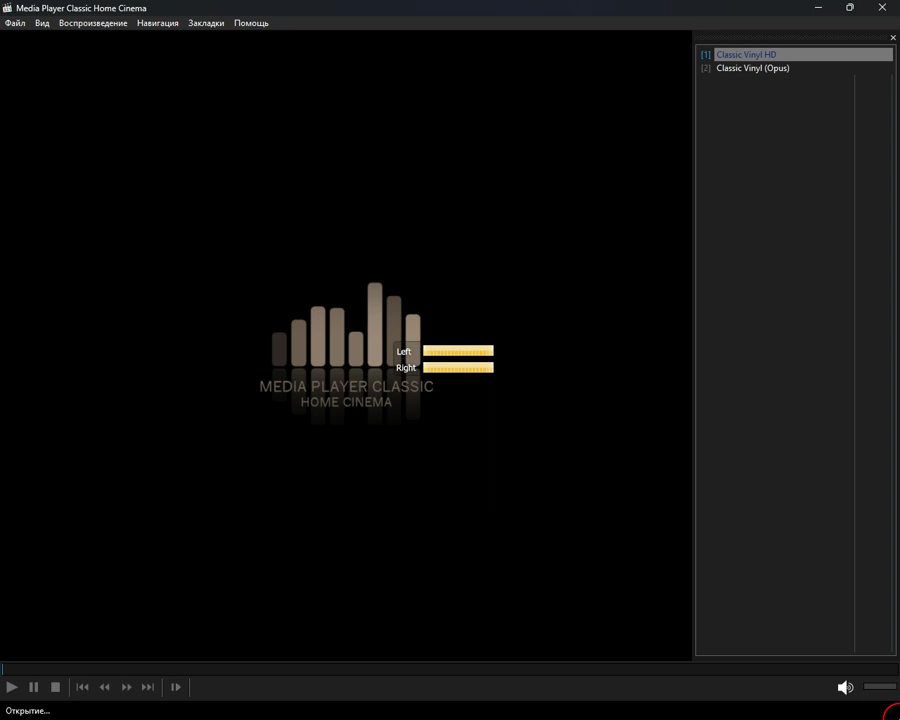 Media Player Classic Home Cinema
Файл Вид Воспроизведение Навигация Закладки Помощь
[1] Classic Vinyl HD
[2] Classic Vinyl (Opus)
Left
Right
MEDIA PLAYER CLASSIC
HOME CINEMA
Открытие...